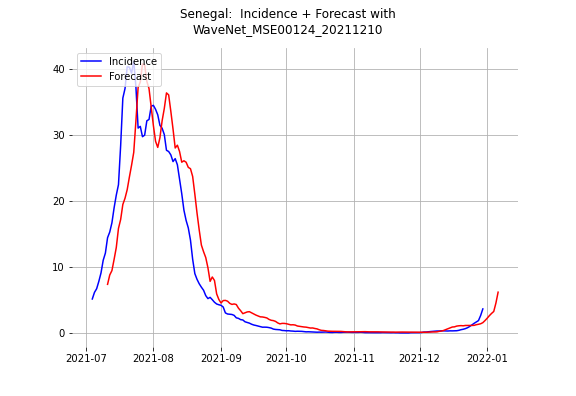 Senegal:  Incidence + Forecast with
WaveNet_MSE00124_20211210
Incidence
Forecast
40
30
20
10
0
2021-07 2021-08 2021-09 2021-10 2021-11 2021-12 2022-01